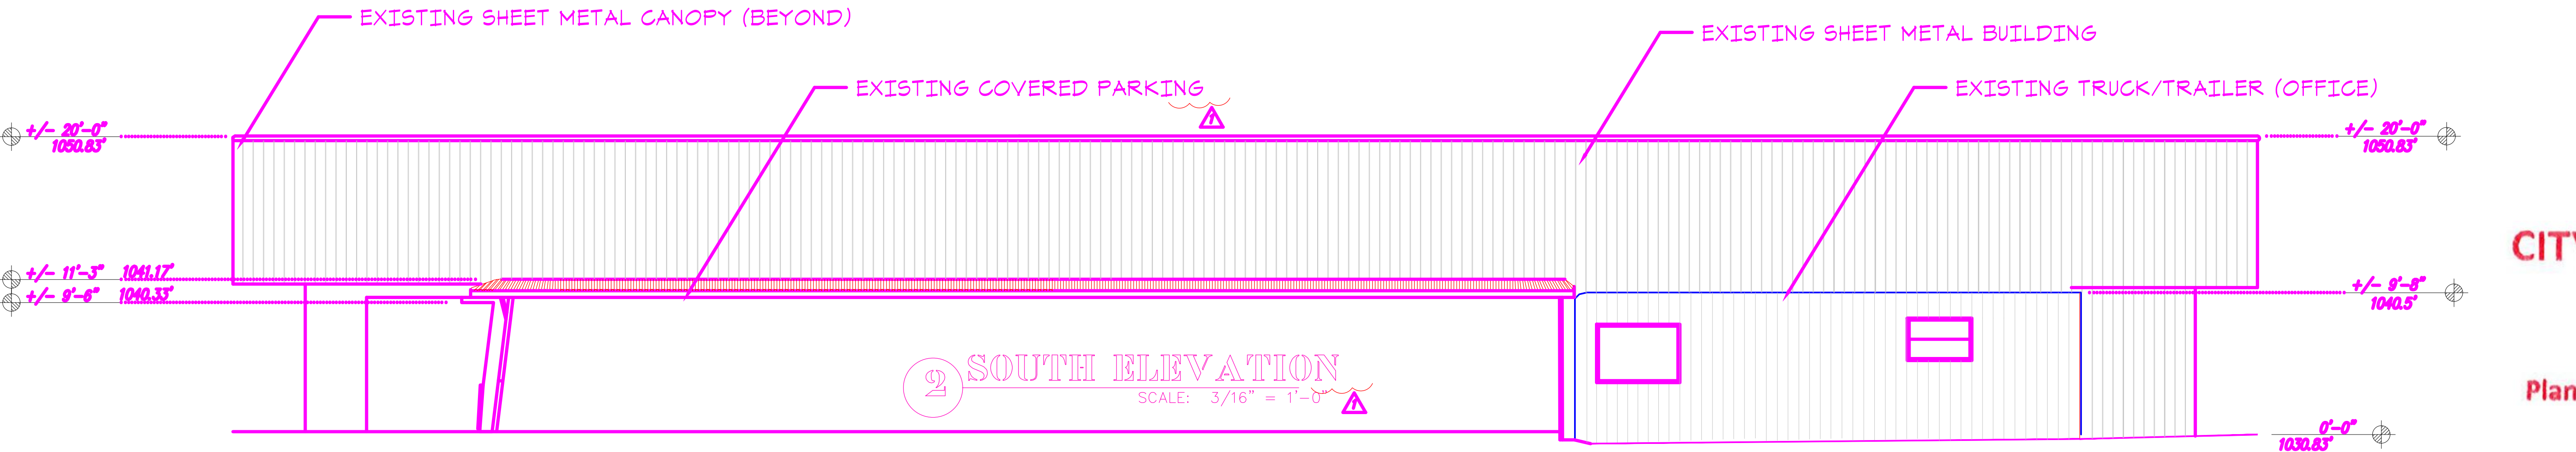 EXISTING SHEET METAL CANOPY (BEYOND)
EXISTING SHEET METAL BUILDING
EXISTING COVERED PARKING
EXISTING TRUCK/TRAILER (OFFICE)
1
+/- 20'-0"
1050.83'
+/- 20'-0"
1050.83'
+/- 11'-3" 1041.17'
+/- 9'-6" 1040.33'
+/- 9'-8"
1040.5'
2 SOUTH ELEVATION
SCALE: 3/16" = 1'-0"
1
0'-0"
1030.83'